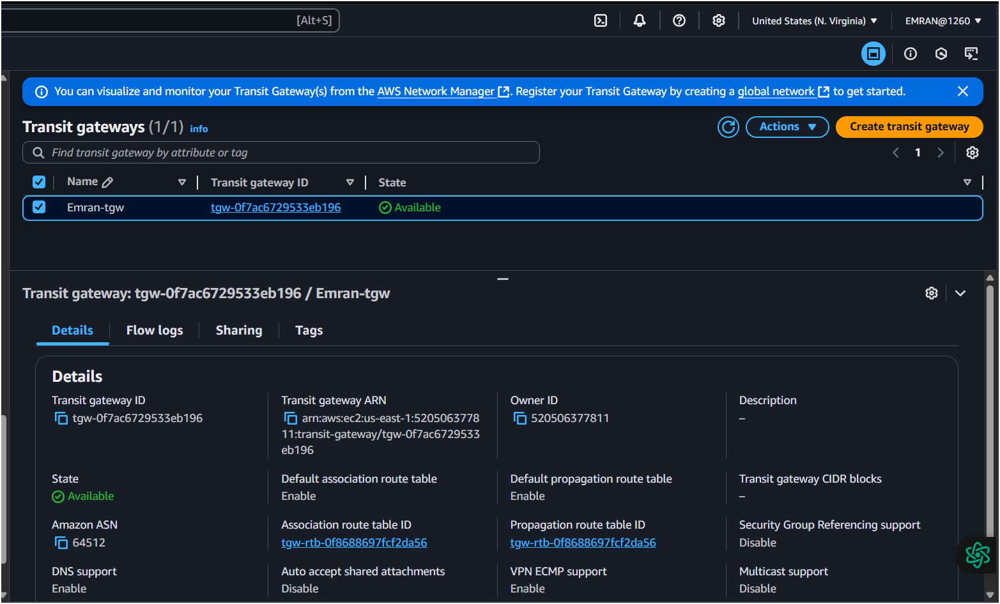 [Alt+S]
United States (N. Virginia)
EMRAN@1260
You can visualize and monitor your Transit Gateway(s) from the AWS Network Manager. Register your Transit Gateway by creating a global network to get started.
Transit gateways (1/1) info
Actions
Create transit gateway
Find transit gateway by attribute or tag
1
Name
Transit gateway ID
State
Emran-tgw
tgw-0f7ac6729533eb196
Available
Transit gateway: tgw-0f7ac6729533eb196 / Emran-tgw
Details
Flow logs
Sharing
Tags
Details
Transit gateway ID
tgw-0f7ac6729533eb196
Transit gateway ARN
arn:aws:ec2:us-east-1:5205063778
11:transit-gateway/tgw-0f7ac6729533
eb196
Owner ID
520506377811
Description
–
State
Available
Default association route table
Enable
Default propagation route table
Enable
Transit gateway CIDR blocks
–
Amazon ASN
64512
Association route table ID
tgw-rtb-0f8688697fcf2da56
Propagation route table ID
tgw-rtb-0f8688697fcf2da56
Security Group Referencing support
Disable
DNS support
Enable
Auto accept shared attachments
Disable
VPN ECMP support
Enable
Multicast support
Disable